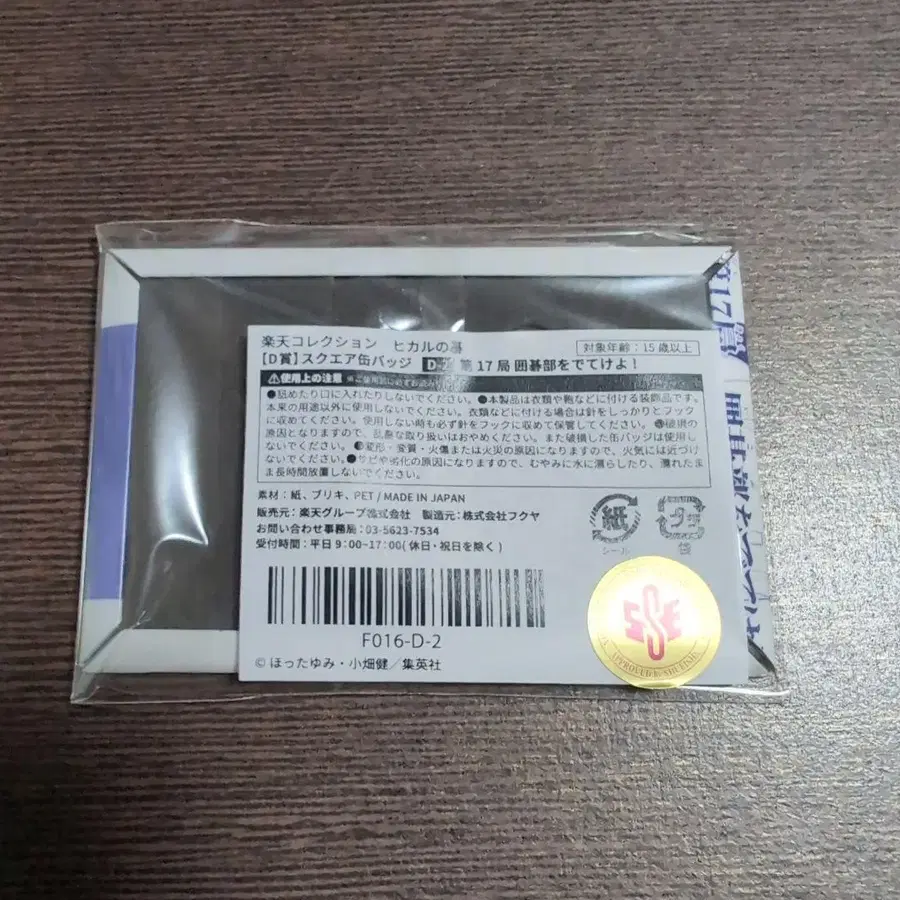 楽天コレクション ヒカルの碁
対象年齢：15歳以上
【D賞】スクエア缶バッジ D-2 第17局 囲碁部をでてけよ！
⚠使用上の注意 ※ご使用前に必ずお読み
●舐めたり口に入れたりしないでください。●本製品は衣類や鞄などに付ける装飾品です。
本来の用途以外に使用しないでください。衣類などに付ける場合は針をしっかりとフック
に収めてください。使用しない時も必ず針をフックに収めて保管してください。●破損の
原因となりますので、乱暴な取り扱いはおやめください。また破損した缶バッジは使用し
ないでください。●変形・変質・火傷または火災の原因になりますので、火気には近づけ
ないでください。●サビや劣化の原因になりますので、むやみに水に濡らしたり、濡れたま
ま長時間放置しないでください。
素材：紙、ブリキ、PET / MADE IN JAPAN
販売元：楽天グループ株式会社 製造元：株式会社フクヤ
お問い合わせ事務局：03-5623-7534
受付時間：平日 9:00~17:00( 休日・祝日を除く )
紙
シール
プラ
袋
F016-D-2
© ほったゆみ・小畑健／集英社
SSE